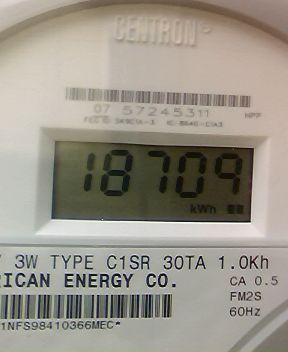 CENTRON
07 57245311
18709
kWh
3W TYPE C1SR 30TA 1.0Kh
RICAN ENERGY CO. CA 0.5
FM2S
60Hz
1NFS98410366MEC*